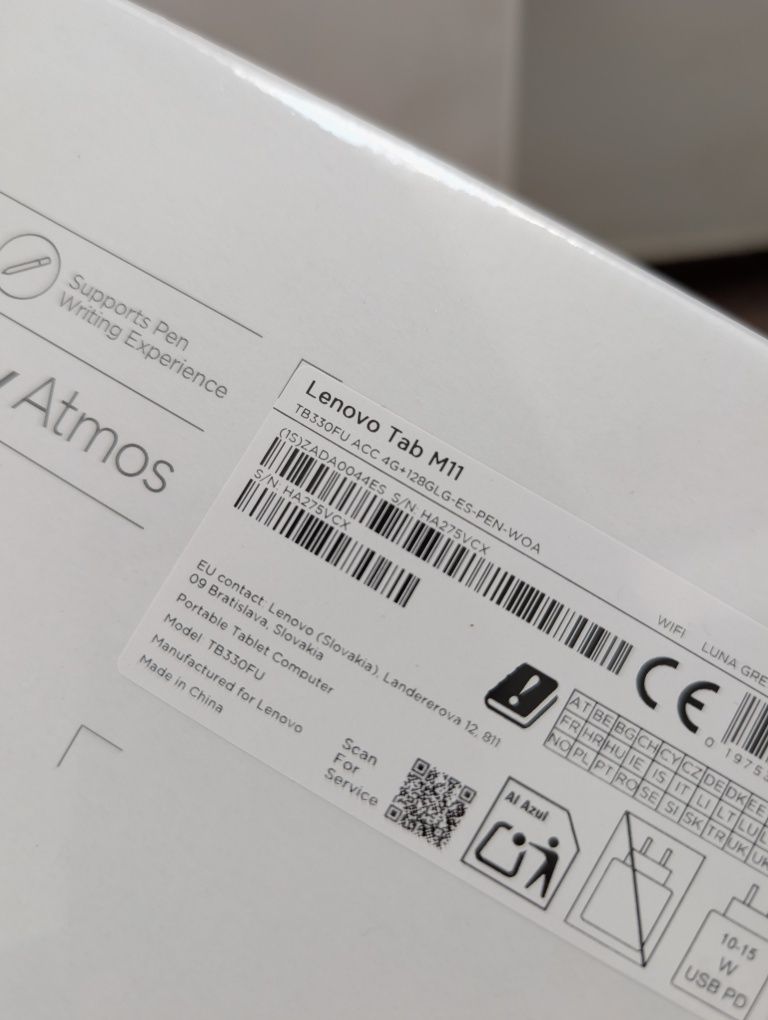 Supports Pen
Writing Experience
Atmos
Lenovo Tab M11
TB330FU ACC 4G+128GLG-ES-PEN-WOA
(1S)ZADA0044ES S/N: HA275VCX
S/N: HA275VCX
WIFI LUNA GRE
EU contact: Lenovo (Slovakia), Landererova 12, 811
09 Bratislava, Slovakia
Portable Tablet Computer
Model: TB330FU
Manufactured for Lenovo
Made in China
Scan
For
Service
Al Azul
CE
0 19753
AT BE BG CH CY CZ DE DK EE
FR HR HU IE IS IT LI LT LU
NO PL PT RO SE SI SK TR UK
10-15
W
USB PD